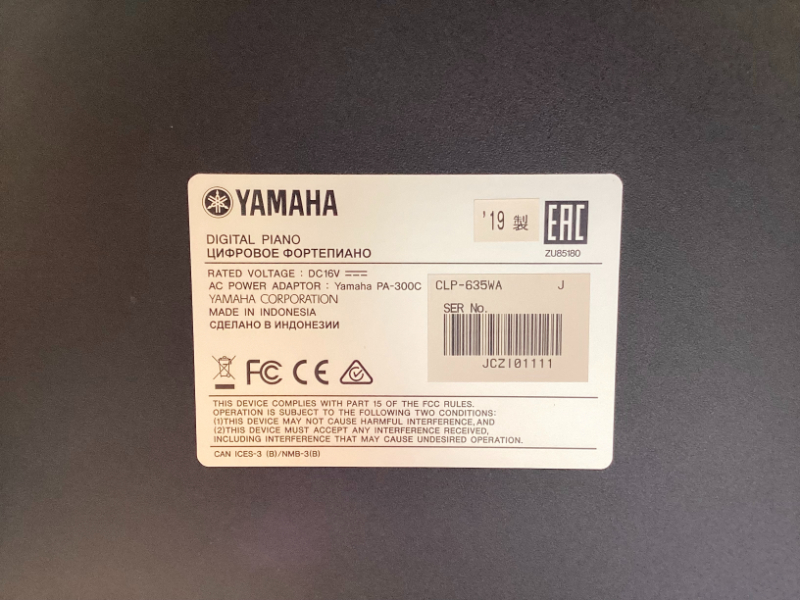 YAMAHA
'19 製
EAC
ZU85180
DIGITAL PIANO
ЦИФРОВОЕ ФОРТЕПИАНО
RATED VOLTAGE : DC16V
AC POWER ADAPTOR : Yamaha PA-300C
YAMAHA CORPORATION
MADE IN INDONESIA
СДЕЛАНО В ИНДОНЕЗИИ
CLP-635WA J
SER No.
JCZI01111
FC CE
THIS DEVICE COMPLIES WITH PART 15 OF THE FCC RULES.
OPERATION IS SUBJECT TO THE FOLLOWING TWO CONDITIONS:
(1)THIS DEVICE MAY NOT CAUSE HARMFUL INTERFERENCE,AND
(2)THIS DEVICE MUST ACCEPT ANY INTERFERENCE RECEIVED,
INCLUDING INTERFERENCE THAT MAY CAUSE UNDESIRED OPERATION.
CAN ICES-3 (B)/NMB-3(B)